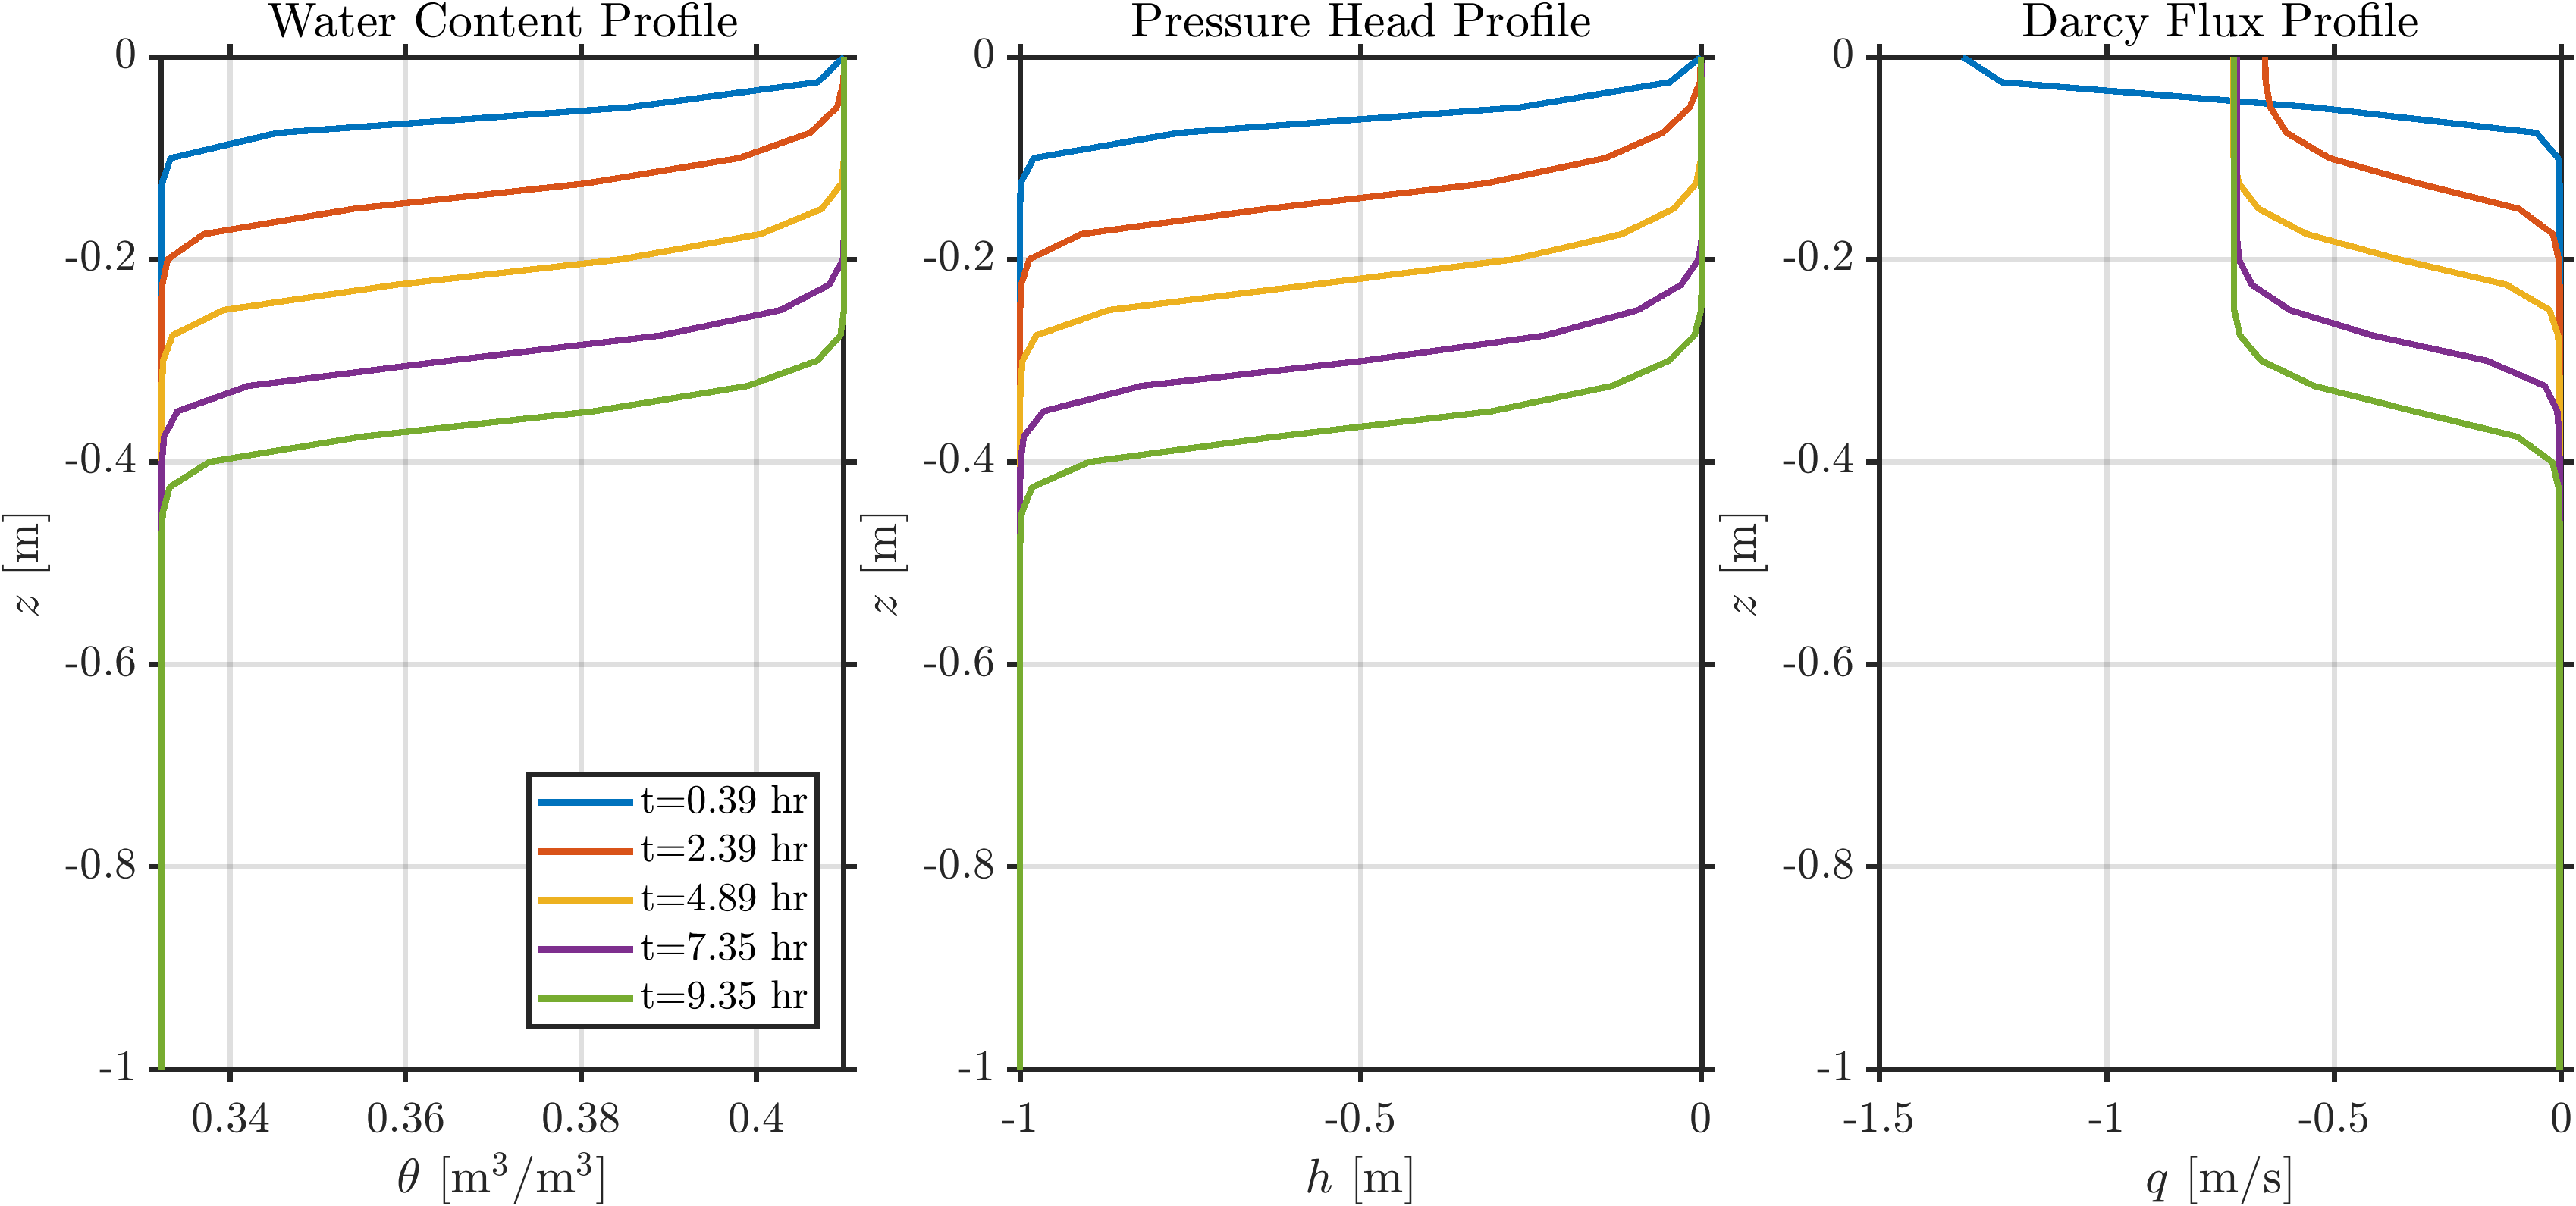 Water Content Profile
0
-0.2
-0.4
-0.6
-0.8
-1
z [m]
0.34 0.36 0.38 0.4
θ [m³/m³]
t=0.39 hr
t=2.39 hr
t=4.89 hr
t=7.35 hr
t=9.35 hr
Pressure Head Profile
0
-0.2
-0.4
-0.6
-0.8
-1
z [m]
-1 -0.5 0
h [m]
Darcy Flux Profile
0
-0.2
-0.4
-0.6
-0.8
-1
z [m]
-1.5 -1 -0.5 0
q [m/s]